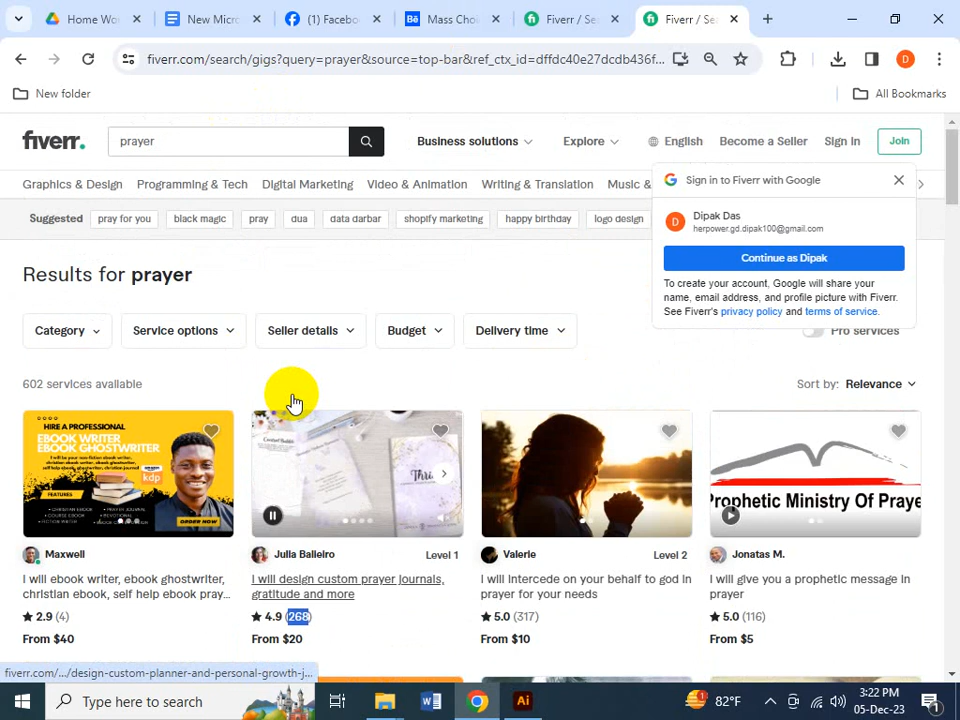 Home Wo
New Micro
(1) Facebo
Mass Choi
Fiverr / Se
Fiverr / Se
fiverr.com/search/gigs?query=prayer&source=top-bar&ref_ctx_id=dffdc40e27dcdb436f...
D
New folder
All Bookmarks
fiverr.
prayer
Business solutions
Explore
English
Become a Seller
Sign in
Join
Graphics & Design
Programming & Tech
Digital Marketing
Video & Animation
Writing & Translation
Music &
Sign in to Fiverr with Google
D
Dipak Das
herpower.gd.dipak100@gmail.com
Continue as Dipak
To create your account, Google will share your
name, email address, and profile picture with Fiverr.
See Fiverr's privacy policy and terms of service.
Suggested
pray for you
black magic
pray
dua
data darbar
shopify marketing
happy birthday
logo design
Results for prayer
Category
Service options
Seller details
Budget
Delivery time
Pro services
602 services available
Sort by: Relevance
HIRE A PROFESSIONAL
EBOOK WRITER
EBOOK GHOSTWRITER
kdp
FEATURES
ORDER NOW
Thri
Prophetic Ministry Of Praye
Maxwell
I will ebook writer, ebook ghostwriter,
christian ebook, self help ebook pray...
2.9 (4)
From $40
Julia Balleiro
Level 1
I will design custom prayer journals,
gratitude and more
4.9 (268)
From $20
Valerie
Level 2
I will intercede on your behalf to god in
prayer for your needs
5.0 (317)
From $10
Jonatas M.
I will give you a prophetic message in
prayer
5.0 (116)
From $5
fiverr.com/.../design-custom-planner-and-personal-growth-j...
Type here to search
W
Ai
1
82°F
3:22 PM
05-Dec-23
1